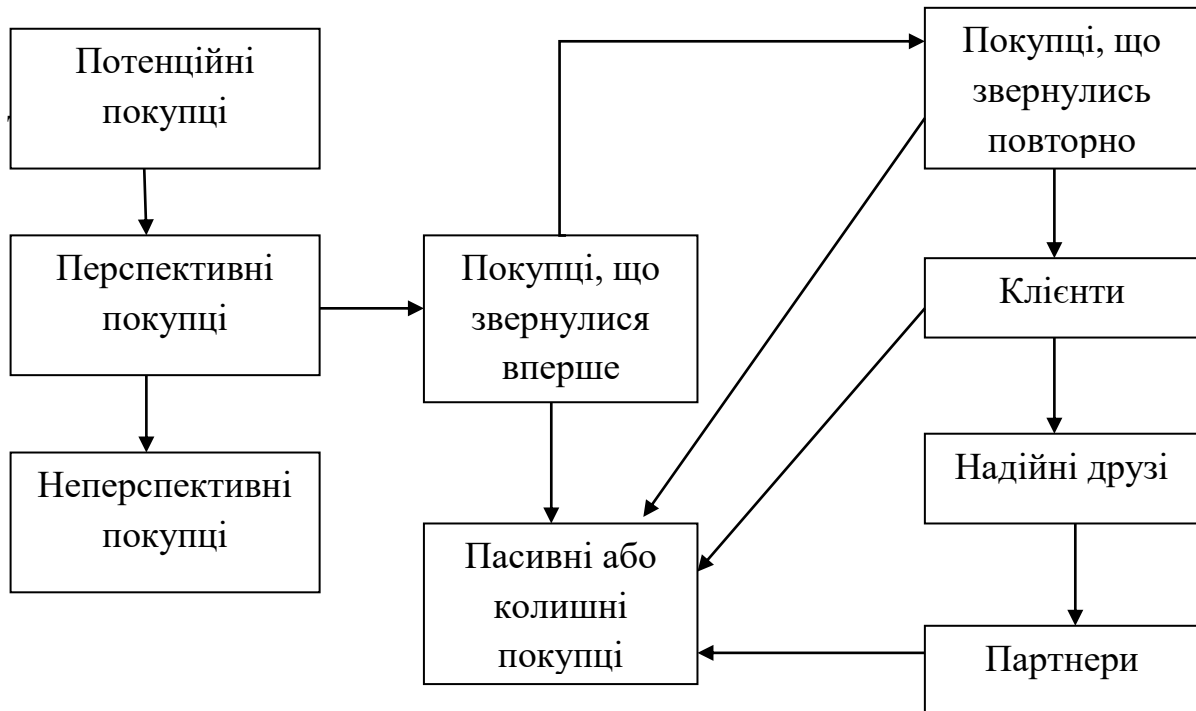 Потенційні
покупці
Перспективні
покупці
Неперспективні
покупці
Покупці, що
звернулися
вперше
Пасивні або
колишні
покупці
Покупці, що
звернулись
повторно
Клієнти
Надійні друзі
Партнери